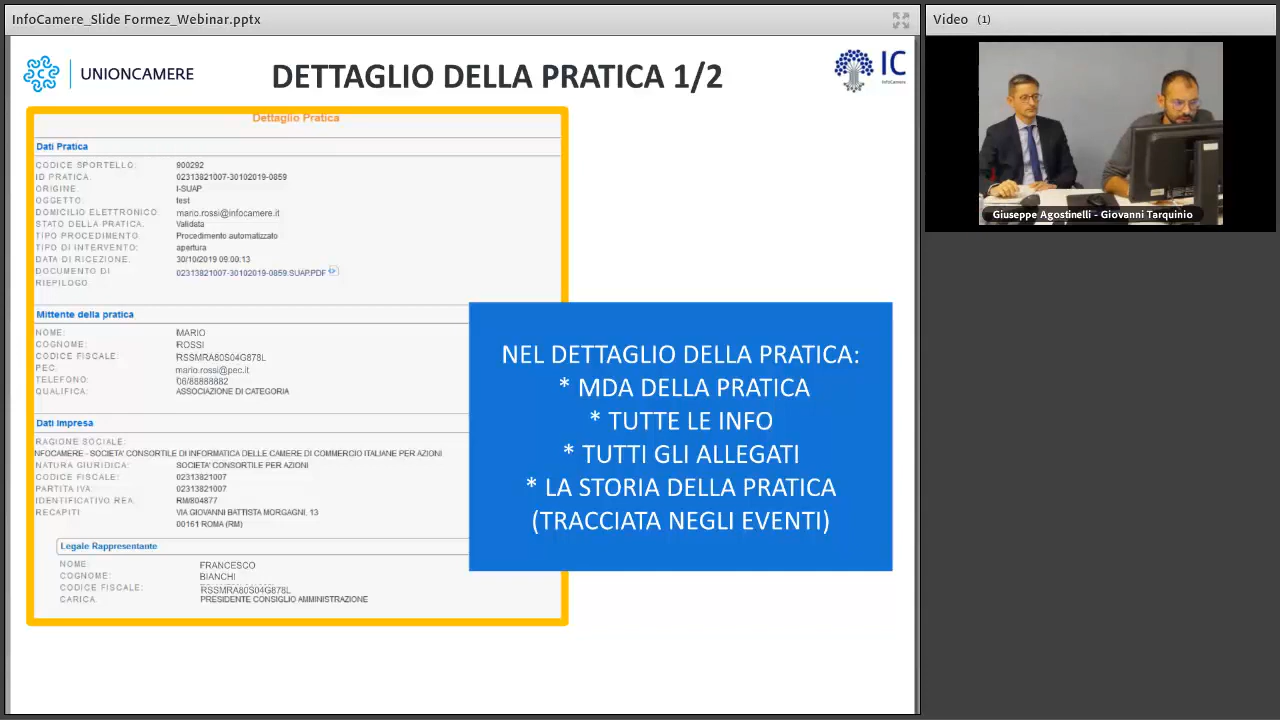 InfoCamere_Slide Formez_Webinar.pptx
Video (1)
UNIONCAMERE
DETTAGLIO DELLA PRATICA 1/2
IC
InfoCamere
Dettaglio Pratica
Dati Pratica
CODICE SPORTELLO: 900292
ID PRATICA: 02313821007-30102019-0859
ORIGINE: I-SUAP
OGGETTO: test
DOMICILIO ELETTRONICO mario.rossi@infocamere.it
STATO DELLA PRATICA: Validata
TIPO PROCEDIMENTO: Procedimento automatizzato
TIPO DI INTERVENTO: apertura
DATA DI RICEZIONE: 30/10/2019 09:00:13
DOCUMENTO DI 02313821007-30102019-0859.SUAP.PDF
RIEPILOGO:
Mittente della pratica
NOME: MARIO
COGNOME: ROSSI
CODICE FISCALE: RSSMRA80S04G878L
PEC: mario.rossi@pec.it
TELEFONO: 06/88888882
QUALIFICA: ASSOCIAZIONE DI CATEGORIA
Dati Impresa
RAGIONE SOCIALE:
NFOCAMERE - SOCIETA' CONSORTILE DI INFORMATICA DELLE CAMERE DI COMMERCIO ITALIANE PER AZIONI
NATURA GIURIDICA: SOCIETA' CONSORTILE PER AZIONI
CODICE FISCALE: 02313821007
PARTITA IVA: 02313821007
IDENTIFICATIVO REA: RM/804877
RECAPITI: VIA GIOVANNI BATTISTA MORGAGNI, 13
00161 ROMA (RM)
Legale Rappresentante
NOME: FRANCESCO
COGNOME: BIANCHI
CODICE FISCALE: RSSMRA80S04G878L
CARICA: PRESIDENTE CONSIGLIO AMMINISTRAZIONE
NEL DETTAGLIO DELLA PRATICA:
* MDA DELLA PRATICA
* TUTTE LE INFO
* TUTTI GLI ALLEGATI
* LA STORIA DELLA PRATICA
(TRACCIATA NEGLI EVENTI)
Giuseppe Agostinelli - Giovanni Tarquinio